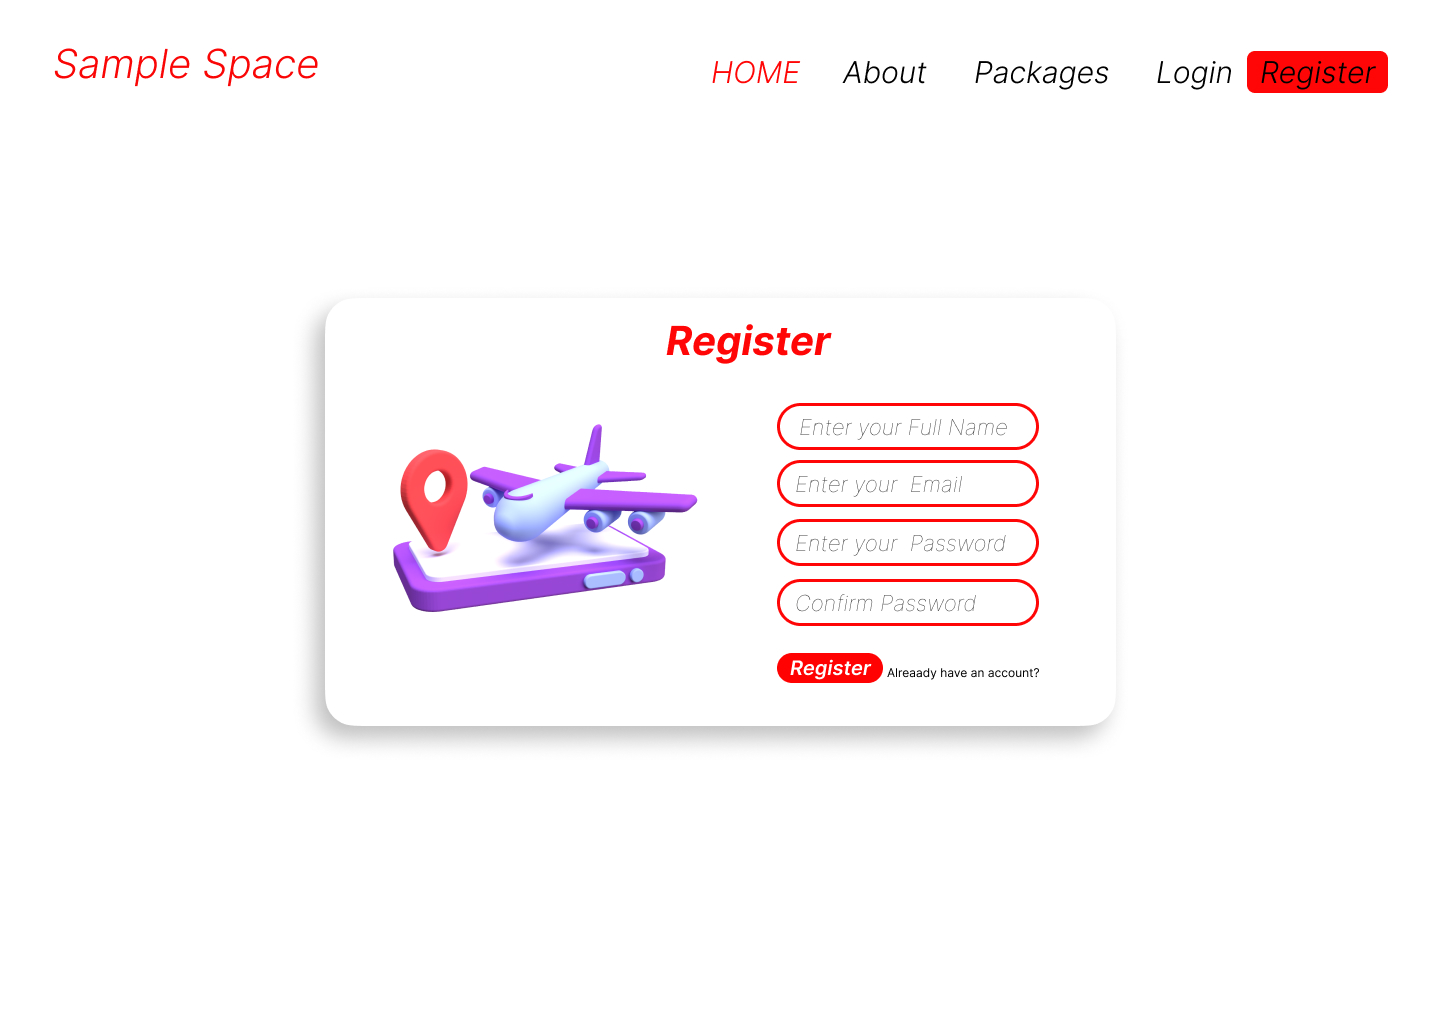 Sample Space
HOME About Packages Login Register
Register
Enter your Full Name
Enter your Email
Enter your Password
Confirm Password
Register Alreaady have an account?